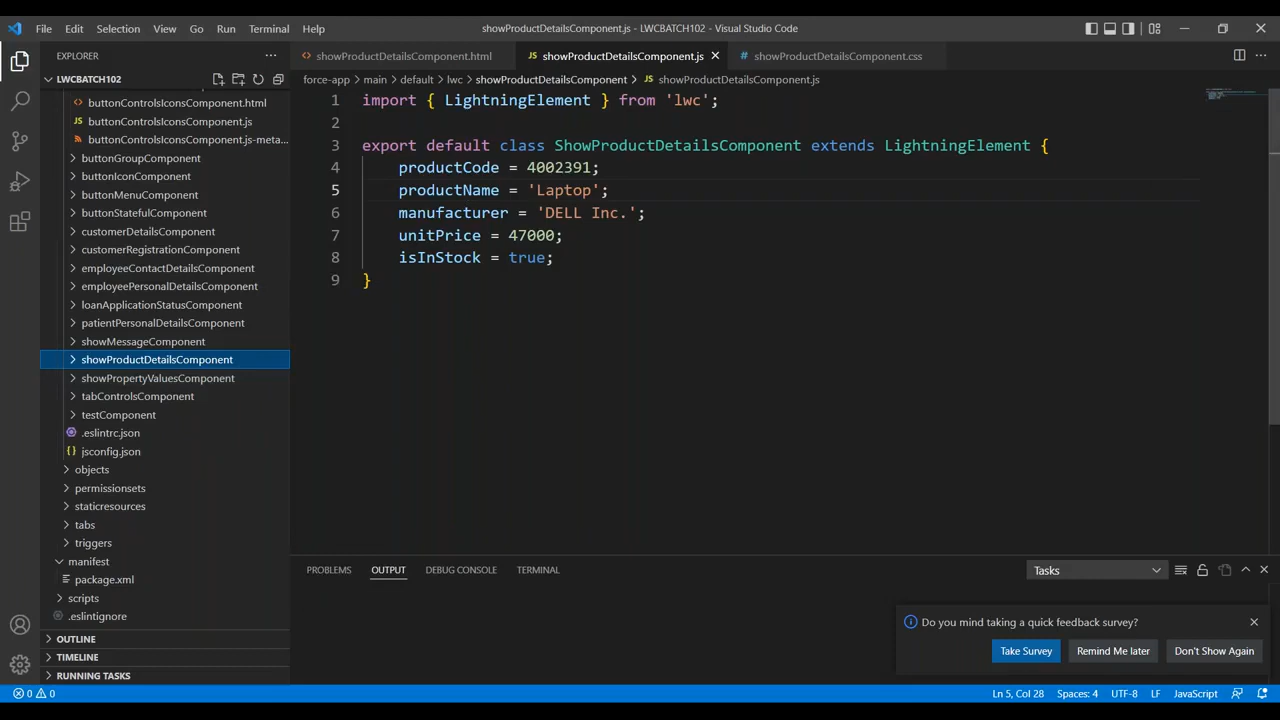 File Edit Selection View Go Run Terminal Help showProductDetailsComponent.js - LWCBATCH102 - Visual Studio Code
EXPLORER
LWCBATCH102
buttonControlsIconsComponent.html
buttonControlsIconsComponent.js
buttonControlsIconsComponent.js-meta...
buttonGroupComponent
buttonIconComponent
buttonMenuComponent
buttonStatefulComponent
customerDetailsComponent
customerRegistrationComponent
employeeContactDetailsComponent
employeePersonalDetailsComponent
loanApplicationStatusComponent
patientPersonalDetailsComponent
showMessageComponent
showProductDetailsComponent
showPropertyValuesComponent
tabControlsComponent
testComponent
.eslintrc.json
jsconfig.json
objects
permissionsets
staticresources
tabs
triggers
manifest
package.xml
scripts
.eslintignore
OUTLINE
TIMELINE
RUNNING TASKS
showProductDetailsComponent.html JS showProductDetailsComponent.js # showProductDetailsComponent.css
force-app > main > default > lwc > showProductDetailsComponent > JS showProductDetailsComponent.js
1 import { LightningElement } from 'lwc';
2
3 export default class ShowProductDetailsComponent extends LightningElement {
4 productCode = 4002391;
5 productName = 'Laptop';
6 manufacturer = 'DELL Inc.';
7 unitPrice = 47000;
8 isInStock = true;
9 }
PROBLEMS OUTPUT DEBUG CONSOLE TERMINAL Tasks
Do you mind taking a quick feedback survey?
Take Survey Remind Me later Don't Show Again
0 0 Ln 5, Col 28 Spaces: 4 UTF-8 LF JavaScript